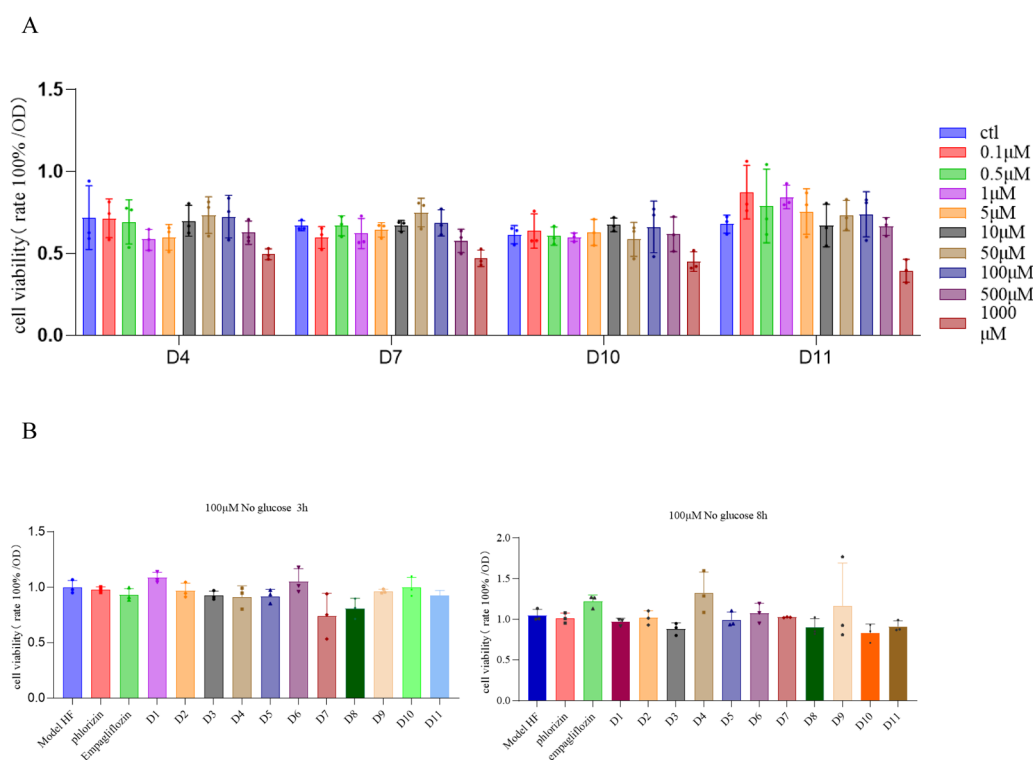 A
cell viability( rate 100% /OD)
1.5
1.0
0.5
0.0
D4 D7 D10 D11
ctl
0.1μM
0.5μM
1μM
5μM
10μM
50μM
100μM
500μM
1000
μM
B
100μM No glucose 3h
cell viability( rate 100% /OD)
1.5
1.0
0.5
0.0
Model HF phlorizin Empagliflozin D1 D2 D3 D4 D5 D6 D7 D8 D9 D10 D11
100μM No glucose 8h
cell viability( rate 100% /OD)
2.0
1.5
1.0
0.5
0.0
Model HF phlorizin empagliflozin D1 D2 D3 D4 D5 D6 D7 D8 D9 D10 D11